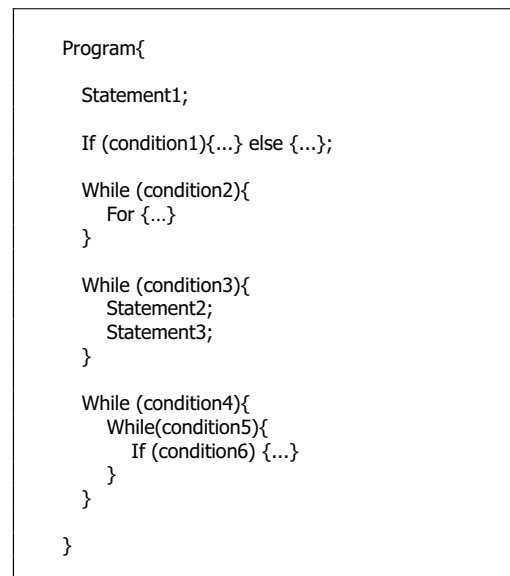 Program{
Statement1;
If (condition1){...} else {...};
While (condition2){
For {...}
}
While (condition3){
Statement2;
Statement3;
}
While (condition4){
While(condition5){
If (condition6) {...}
}
}
}